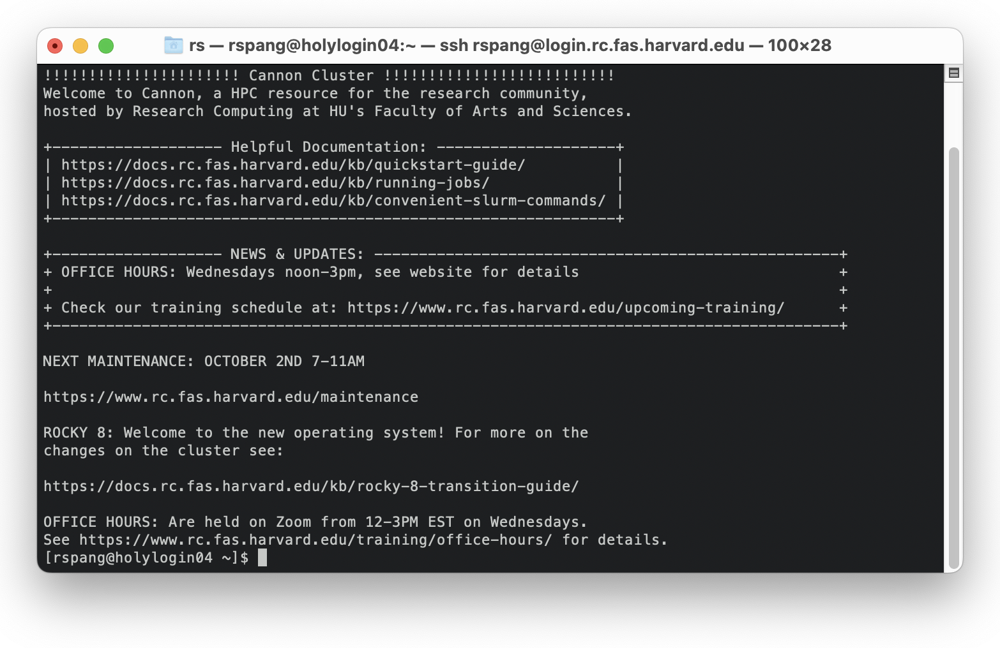 rs — rspang@holylogin04:~ — ssh rspang@login.rc.fas.harvard.edu — 100×28
!!!!!!!!!!!!!!!!!!!!!! Cannon Cluster !!!!!!!!!!!!!!!!!!!!!!!!!!
Welcome to Cannon, a HPC resource for the research community,
hosted by Research Computing at HU's Faculty of Arts and Sciences.
+------------------- Helpful Documentation: --------------------+
| https://docs.rc.fas.harvard.edu/kb/quickstart-guide/          |
| https://docs.rc.fas.harvard.edu/kb/running-jobs/              |
| https://docs.rc.fas.harvard.edu/kb/convenient-slurm-commands/ |
+---------------------------------------------------------------+
+------------------- NEWS & UPDATES: ----------------------------------------------------+
+ OFFICE HOURS: Wednesdays noon-3pm, see website for details                             +
+                                                                                        +
+ Check our training schedule at: https://www.rc.fas.harvard.edu/upcoming-training/      +
+----------------------------------------------------------------------------------------+
NEXT MAINTENANCE: OCTOBER 2ND 7-11AM
https://www.rc.fas.harvard.edu/maintenance
ROCKY 8: Welcome to the new operating system! For more on the
changes on the cluster see:
https://docs.rc.fas.harvard.edu/kb/rocky-8-transition-guide/
OFFICE HOURS: Are held on Zoom from 12-3PM EST on Wednesdays.
See https://www.rc.fas.harvard.edu/training/office-hours/ for details.
[rspang@holylogin04 ~]$